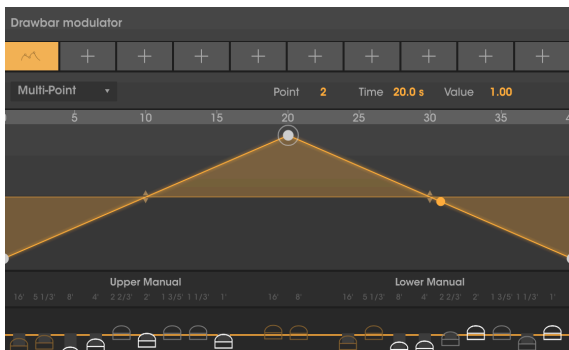 Drawbar modulator
Multi-Point Point 2 Time 20.0 s Value 1.00
5 10 15 20 25 30 35
Upper Manual Lower Manual
16' 5 1/3' 8' 4' 2 2/3' 2' 1 3/5' 1 1/3' 1' 16' 8' 16' 5 1/3' 8' 4' 2 2/3' 2' 1 3/5' 1 1/3' 1'